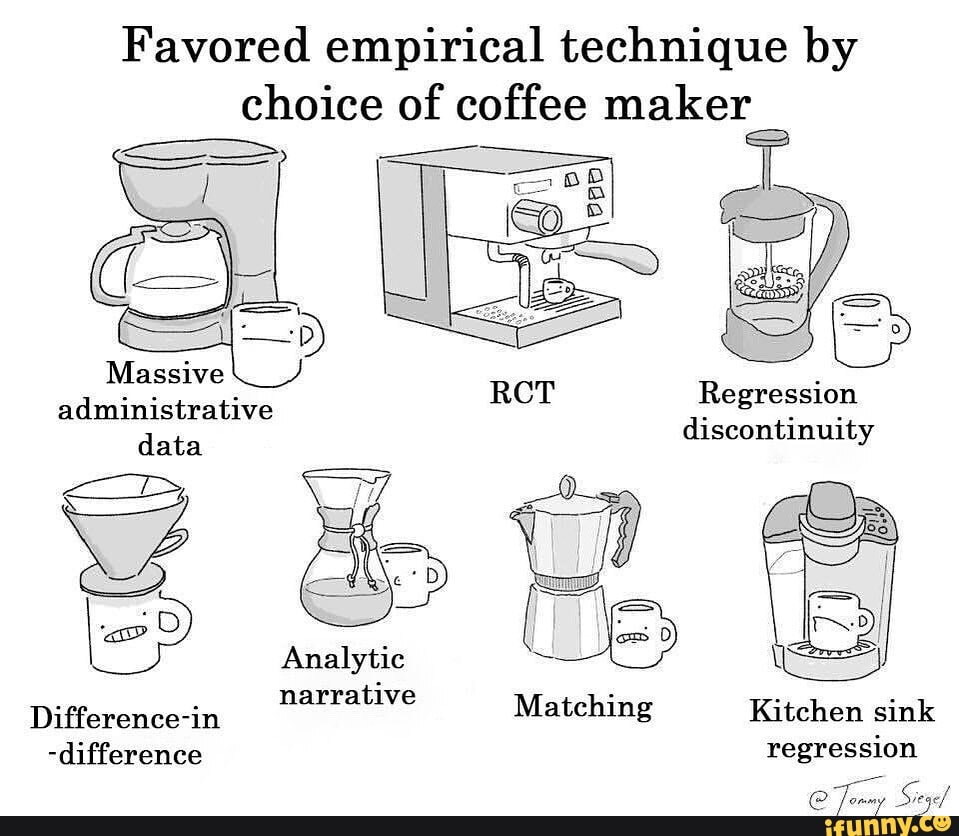 Favored empirical technique by
choice of coffee maker
Massive
administrative
data
RCT
Regression
discontinuity
Difference-in
-difference
Analytic
narrative
Matching
Kitchen sink
regression
@ Tommy Siegel
ifunny.co